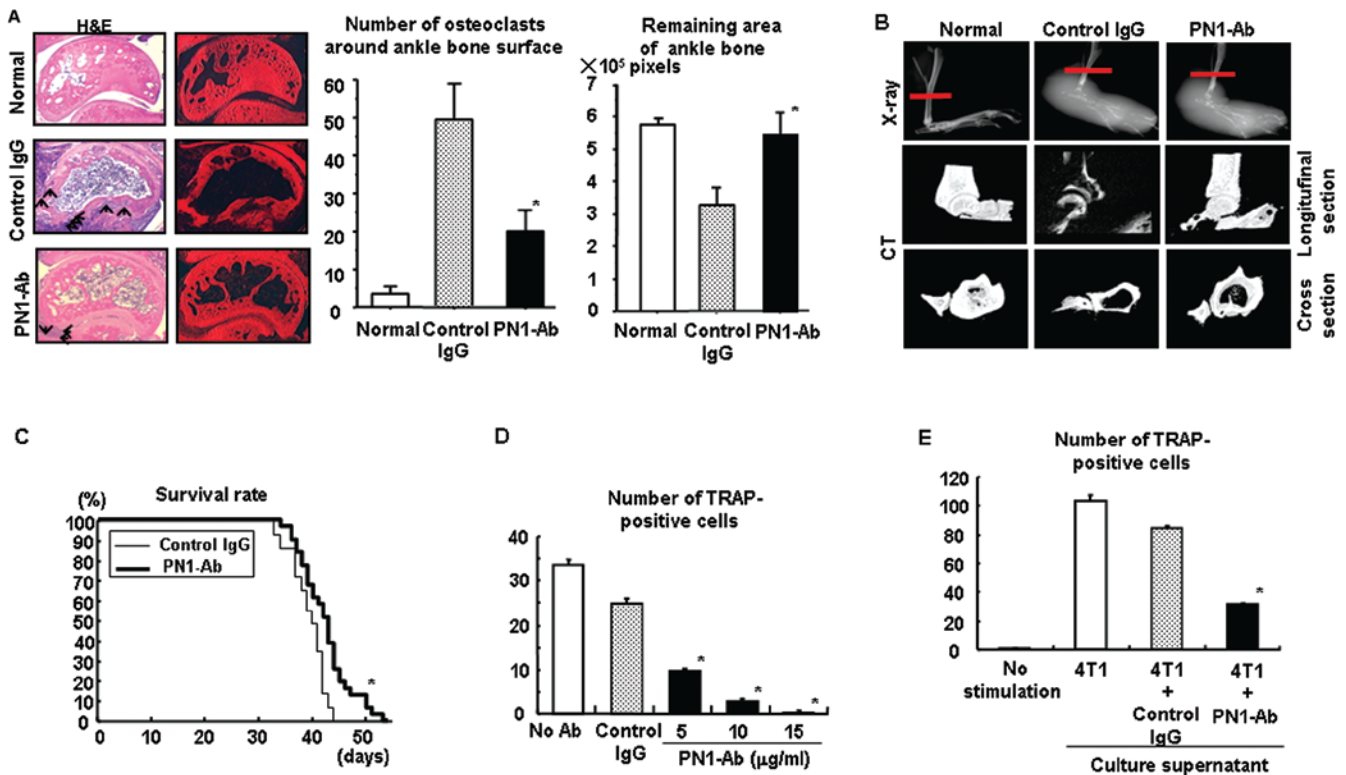 A
H&E
Normal
Control IgG
PN1-Ab
Number of osteoclasts
around ankle bone surface
60
50
40
30
20
10
0
*
Normal Control PN1-Ab
IgG
Remaining area
of ankle bone
×10⁵ pixels
7
6
5
4
3
2
1
0
*
Normal Control PN1-Ab
IgG
B
Normal Control IgG PN1-Ab
X-ray
CT
Longitufinal
section
Cross
section
C
(%)
Survival rate
100
90
80
70
60
50
40
30
20
10
0
Control IgG
PN1-Ab
*
0 10 20 30 40 50
(days)
D
Number of TRAP-
positive cells
40
30
20
10
0
* * *
No Ab Control 5 10 15
IgG PN1-Ab (µg/ml)
E
Number of TRAP-
positive cells
120
100
80
60
40
20
0
*
No 4T1 4T1 4T1
stimulation + +
Control PN1-Ab
IgG
Culture supernatant